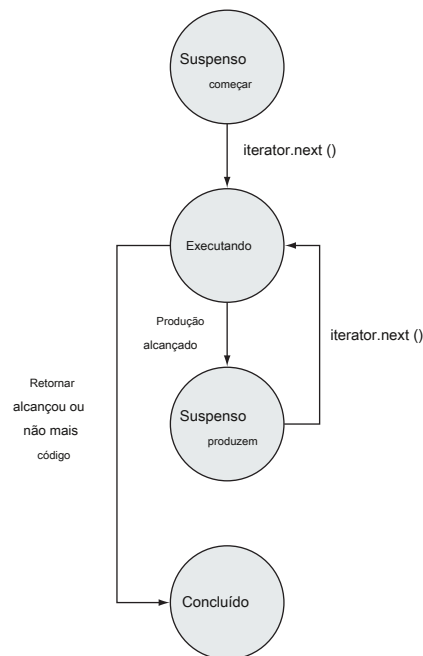 Suspenso
começar
iterator.next ()
Executando
Produção
alcançado
iterator.next ()
Retornar
alcançou ou
não mais
código
Suspenso
produzem
Concluído